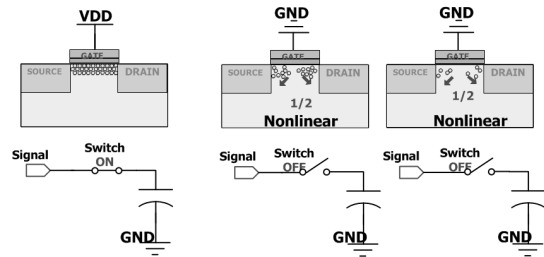 VDD
GATE
SOURCE
DRAIN
Signal
Switch
ON
GND
GND
GATE
SOURCE
DRAIN
1/2
Nonlinear
Signal
Switch
OFF
GND
GND
GATE
SOURCE
DRAIN
1/2
Nonlinear
Signal
Switch
OFF
GND